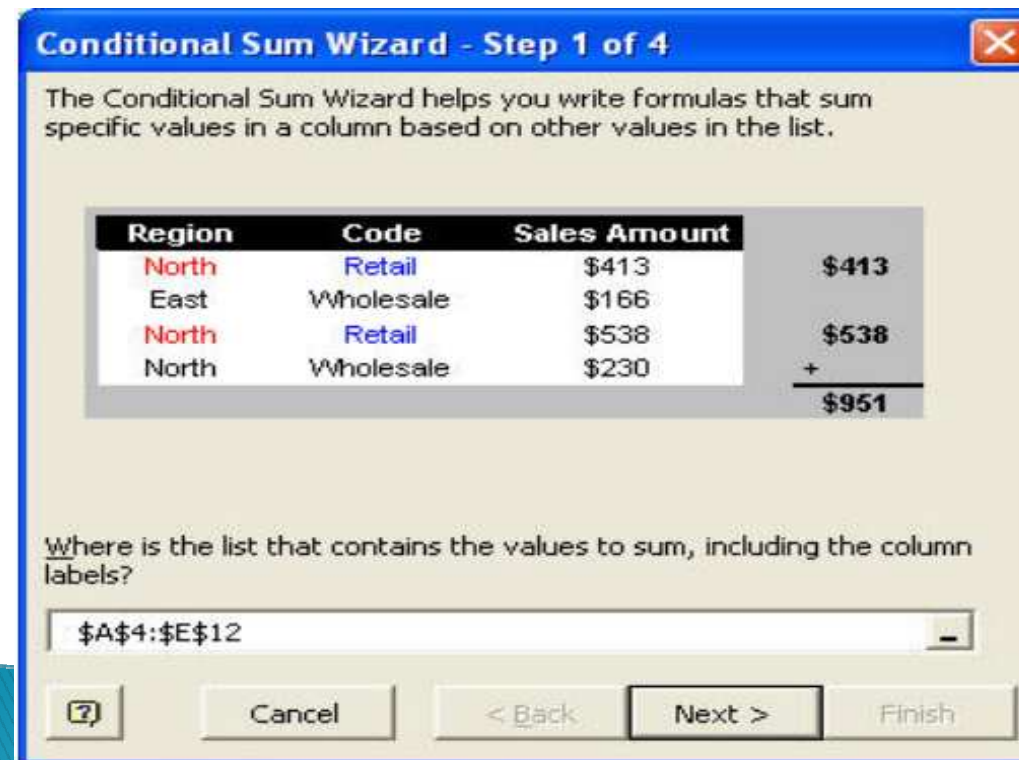 Conditional Sum Wizard - Step 1 of 4
The Conditional Sum Wizard helps you write formulas that sum
specific values in a column based on other values in the list.
Region Code Sales Amount
North Retail $413 $413
East Wholesale $166
North Retail $538 $538
North Wholesale $230 +
$951
Where is the list that contains the values to sum, including the column
labels?
$A$4:$E$12
Cancel < Back Next > Finish